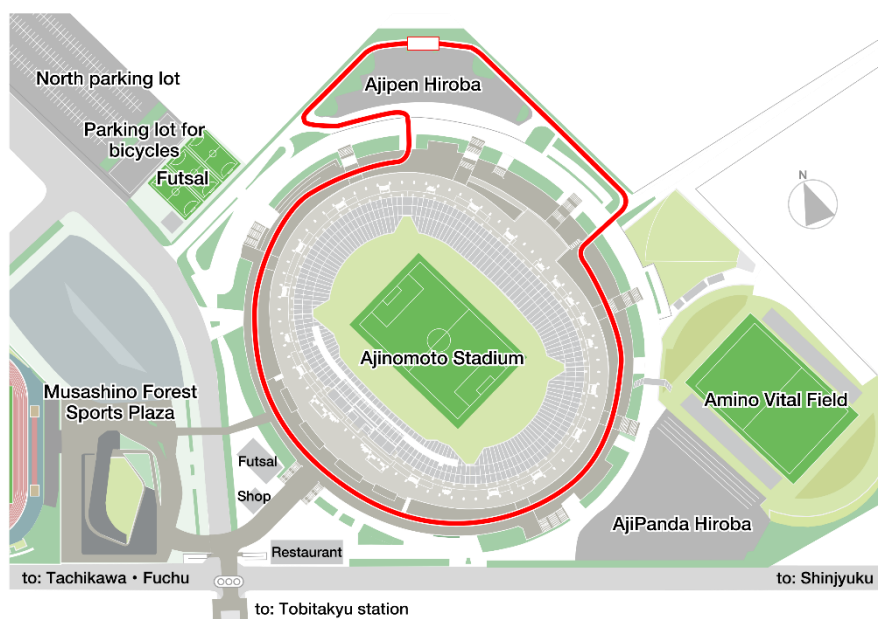 Ajipen Hiroba
North parking lot
Parking lot for
bicycles
Futsal
N
Ajinomoto Stadium
Musashino Forest
Sports Plaza
Amino Vital Field
Futsal
Shop
AjiPanda Hiroba
Restaurant
to: Tachikawa・Fuchu
to: Shinjyuku
to: Tobitakyu station